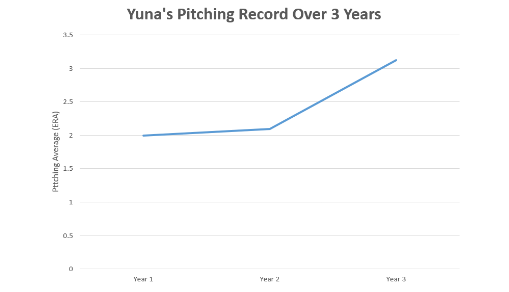 Yuna's Pitching Record Over 3 Years
Pitching Average (ERA)
3.5
3
2.5
2
1.5
1
0.5
0
Year 1
Year 2
Year 3